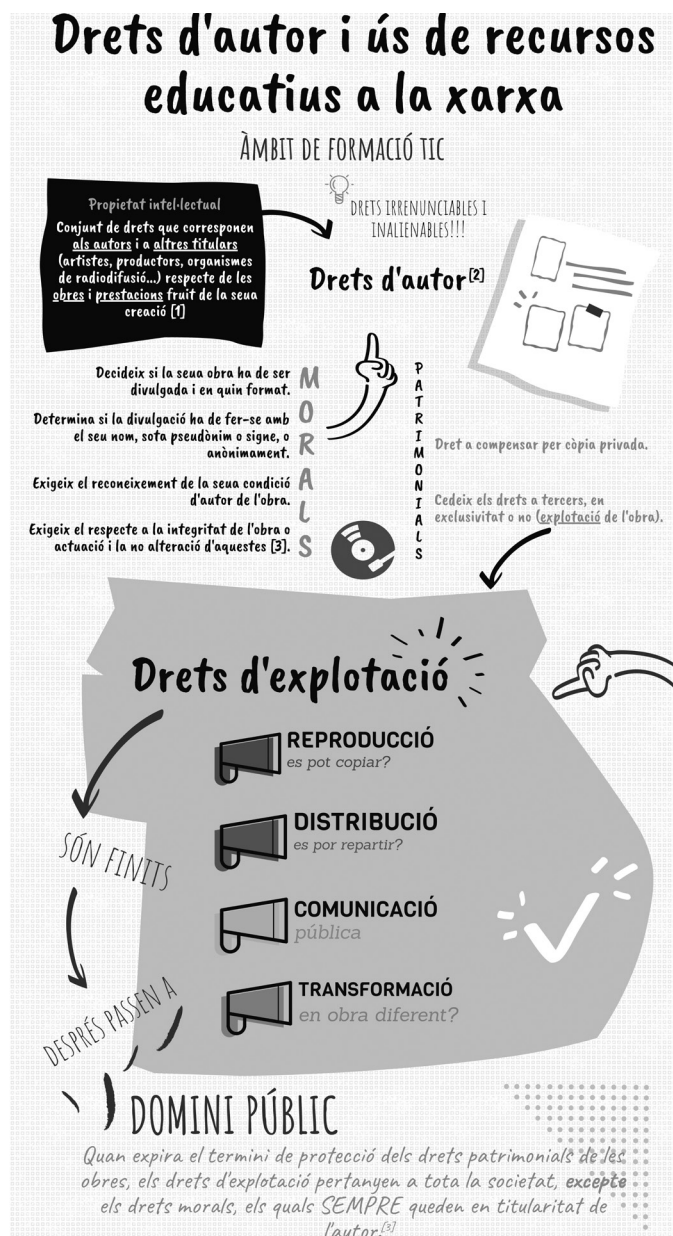 Drets d'autor i ús de recursos
educatius a la xarxa
ÀMBIT DE FORMACIÓ TIC
Propietat intel·lectual
Conjunt de drets que corresponen
als autors i a altres titulars
(artistes, productors, organismes
de radiodifusió...) respecte de les
obres i prestacions fruit de la seua
creació [1]
DRETS IRRENUNCIABLES I
INALIENABLES!!!
Drets d'autor[2]
MORALS
Decideix si la seua obra ha de ser
divulgada i en quin format.
Determina si la divulgació ha de fer-se amb
el seu nom, sota pseudònim o signe, o
anònimament.
Exigeix el reconeixement de la seua condició
d'autor de l'obra.
Exigeix el respecte a la integritat de l'obra o
actuació i la no alteració d'aquestes [3].
PATRIMONIALS
Dret a compensar per còpia privada.
Cedeix els drets a tercers, en
exclusivitat o no (explotació de l'obra).
Drets d'explotació
REPRODUCCIÓ
es pot copiar?
DISTRIBUCIÓ
es por repartir?
COMUNICACIÓ
pública
TRANSFORMACIÓ
en obra diferent?
SÓN FINITS
DESPRÉS PASSEN A
DOMINI PÚBLIC
Quan expira el termini de protecció dels drets patrimonials de les
obres, els drets d'explotació pertanyen a tota la societat, excepte
els drets morals, els quals SEMPRE queden en titularitat de
l'autor.[3]